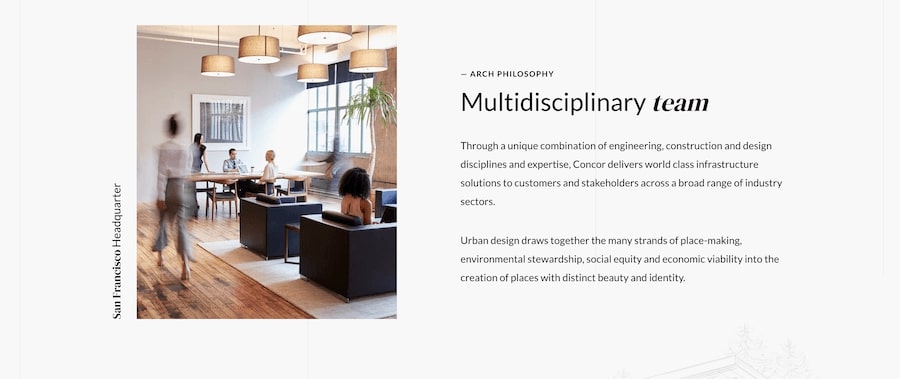 — ARCH PHILOSOPHY
Multidisciplinary team
Through a unique combination of engineering, construction and design
disciplines and expertise, Concor delivers world class infrastructure
solutions to customers and stakeholders across a broad range of industry
sectors.
Urban design draws together the many strands of place-making,
environmental stewardship, social equity and economic viability into the
creation of places with distinct beauty and identity.
San Francisco Headquarter